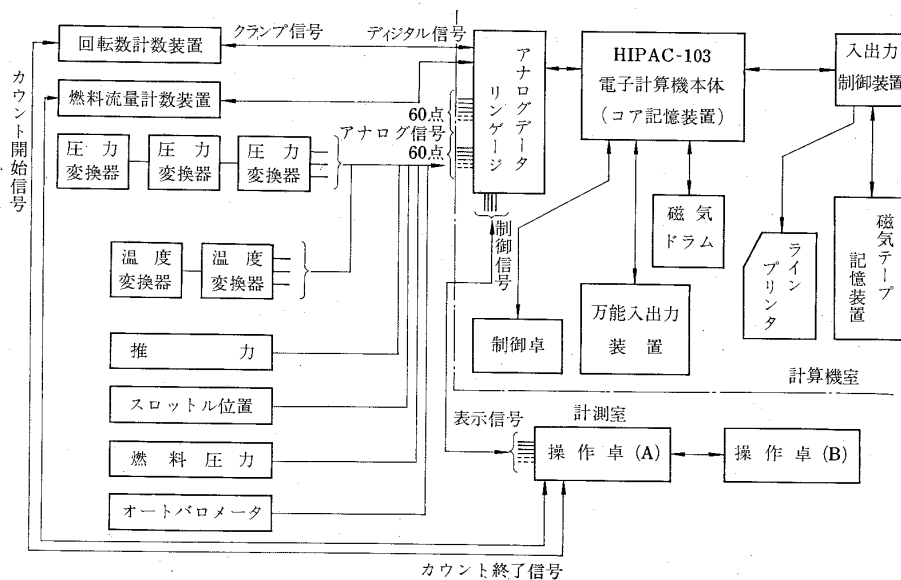 回転数計数装置
クランプ信号
ディジタル信号
燃料流量計数装置
カウント開始信号
圧力
変換器
圧力
変換器
圧力
変換器
60点
アナログ信号
60点
温度
変換器
温度
変換器
推力
スロットル位置
燃料圧力
オートバロメータ
アナログデータ
リンケージ
制御信号
HIPAC-103
電子計算機本体
(コア記憶装置)
入出力
制御装置
磁気
ドラム
ライン
プリンタ
磁気テープ
記憶装置
制御卓
万能入出力
装置
計算機室
表示信号
計測室
操作卓(A)
操作卓(B)
カウント終了信号